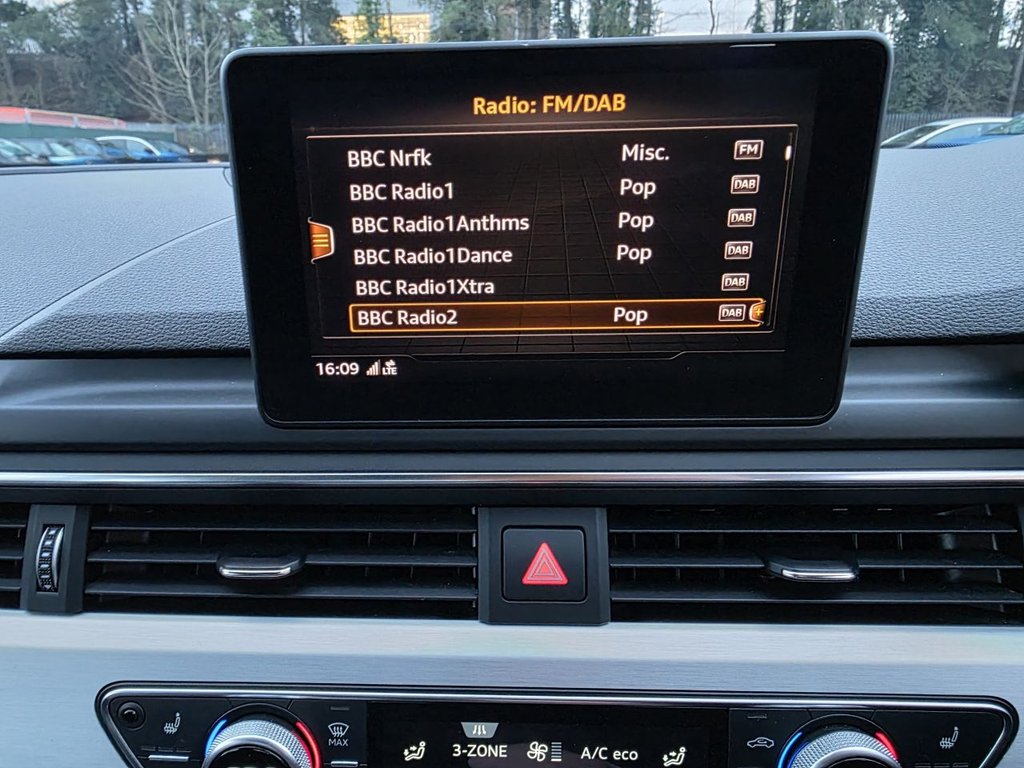 Radio: FM/DAB
BBC Nrfk Misc. FM
BBC Radio1 Pop DAB
BBC Radio1Anthms Pop DAB
BBC Radio1Dance Pop DAB
BBC Radio1Xtra DAB
BBC Radio2 Pop DAB
16:09 LTE
MAX
3-ZONE
A/C eco